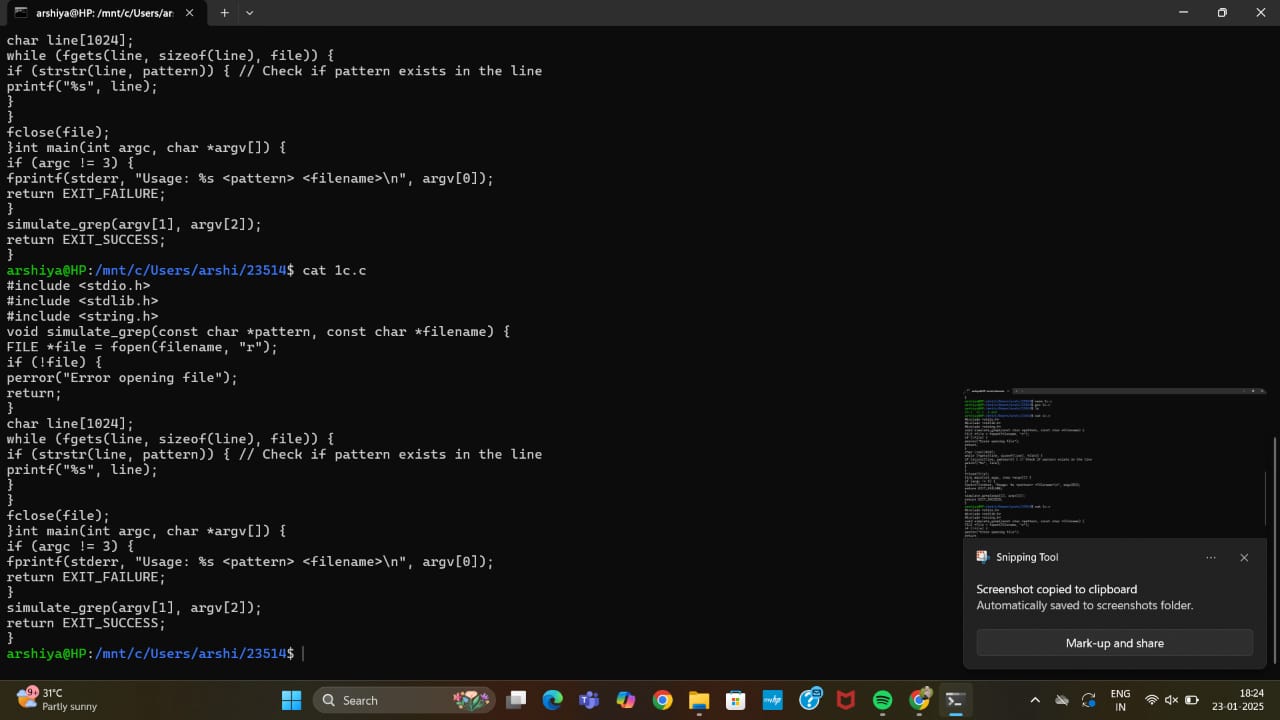 arshiya@HP: /mnt/c/Users/ar
char line[1024];
while (fgets(line, sizeof(line), file)) {
if (strstr(line, pattern)) { // Check if pattern exists in the line
printf("%s", line);
}
}
fclose(file);
}int main(int argc, char *argv[]) {
if (argc != 3) {
fprintf(stderr, "Usage: %s <pattern> <filename>\n", argv[0]);
return EXIT_FAILURE;
}
simulate_grep(argv[1], argv[2]);
return EXIT_SUCCESS;
}
arshiya@HP:/mnt/c/Users/arshi/23514$ cat 1c.c
#include <stdio.h>
#include <stdlib.h>
#include <string.h>
void simulate_grep(const char *pattern, const char *filename) {
FILE *file = fopen(filename, "r");
if (!file) {
perror("Error opening file");
return;
}
char line[1024];
while (fgets(line, sizeof(line), file)) {
if (strstr(line, pattern)) { // Check if pattern exists in the line
printf("%s", line);
}
}
fclose(file);
}int main(int argc, char *argv[]) {
if (argc != 3) {
fprintf(stderr, "Usage: %s <pattern> <filename>\n", argv[0]);
return EXIT_FAILURE;
}
simulate_grep(argv[1], argv[2]);
return EXIT_SUCCESS;
}
arshiya@HP:/mnt/c/Users/arshi/23514$
Snipping Tool
Screenshot copied to clipboard
Automatically saved to screenshots folder.
Mark-up and share
9+
31°C
Partly sunny
Search
ENG
IN
18:24
23-01-2025